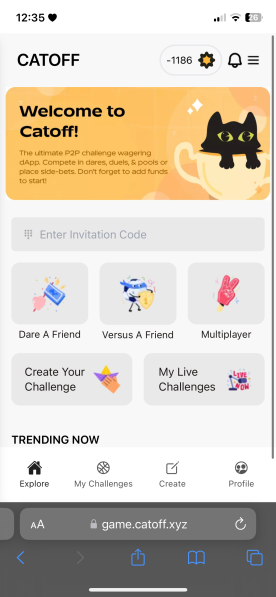 12:35
26
CATOFF
-1186
Welcome to
Catoff!
The ultimate P2P challenge wagering
dApp. Compete in dares, duels, & pools or
place side-bets. Don't forget to add funds
to start!
Enter Invitation Code
Dare A Friend
Versus A Friend
Multiplayer
Create Your
Challenge
My Live
Challenges
LIVE
NOW
TRENDING NOW
Explore
My Challenges
Create
Profile
AA
game.catoff.xyz